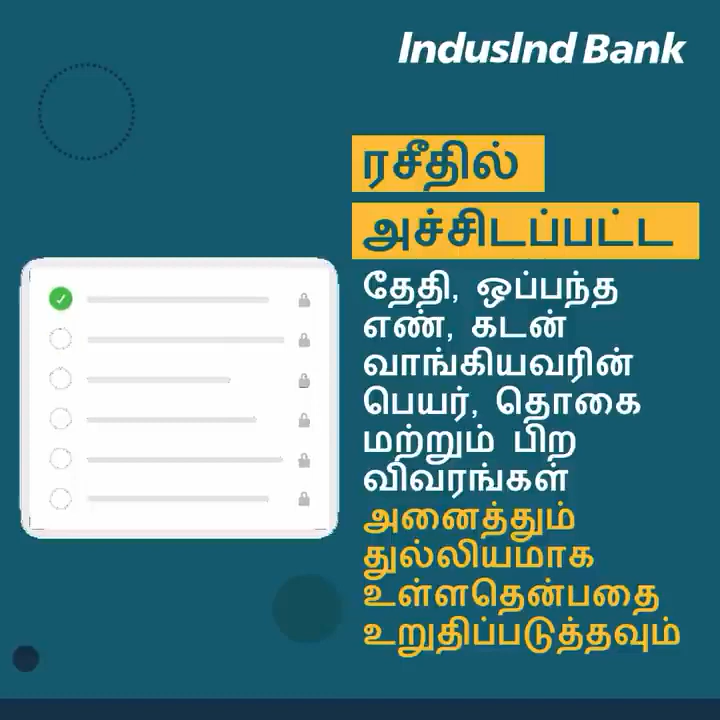 IndusInd Bank
ரசீதில்
அச்சிடப்பட்ட
தேதி, ஒப்பந்த
எண், கடன்
வாங்கியவரின்
பெயர், தொகை
மற்றும் பிற
விவரங்கள்
அனைத்தும்
துல்லியமாக
உள்ளதென்பதை
உறுதிப்படுத்தவும்